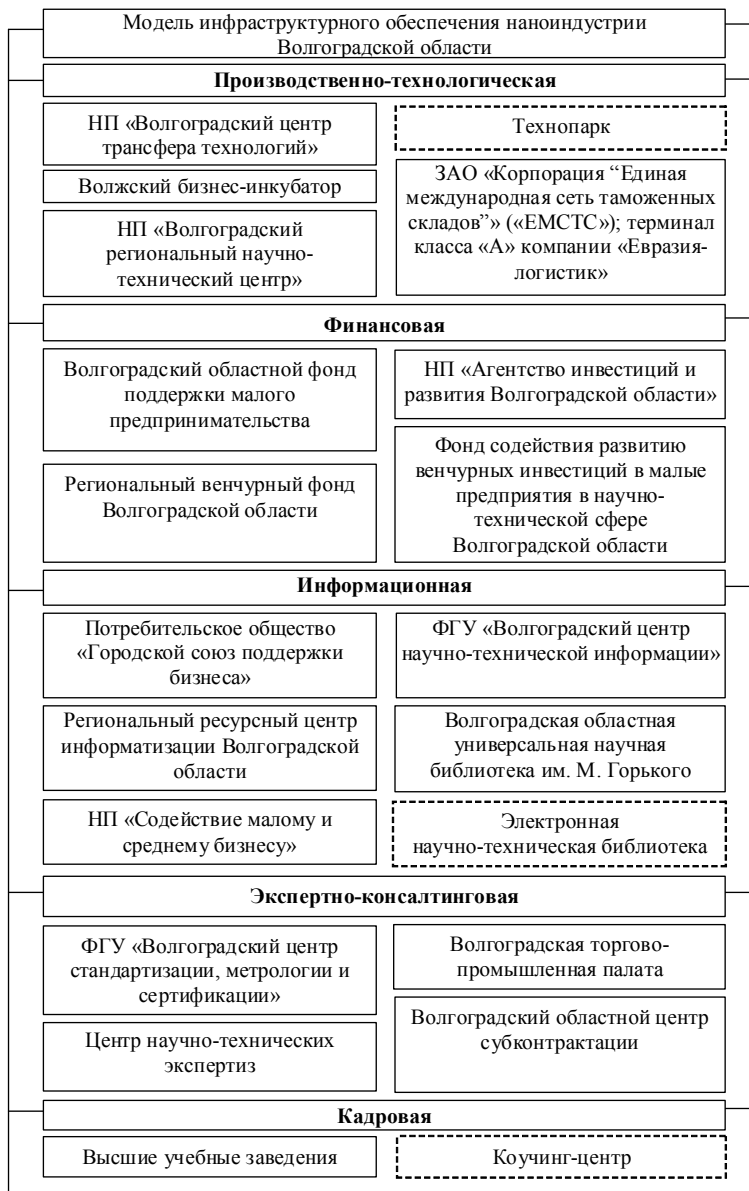 Модель инфраструктурного обеспечения наноиндустрии
Волгоградской области
Производственно-технологическая
НП «Волгоградский центр
трансфера технологий»
Волжский бизнес-инкубатор
НП «Волгоградский
региональный научно-
технический центр»
Технопарк
ЗАО «Корпорация “Единая
международная сеть таможенных
складов”» («ЕМСТС»); терминал
класса «А» компании «Евразия-
логистик»
Финансовая
Волгоградский областной фонд
поддержки малого
предпринимательства
Региональный венчурный фонд
Волгоградской области
НП «Агентство инвестиций и
развития Волгоградской области»
Фонд содействия развитию
венчурных инвестиций в малые
предприятия в научно-
технической сфере
Волгоградской области
Информационная
Потребительское общество
«Городской союз поддержки
бизнеса»
Региональный ресурсный центр
информатизации Волгоградской
области
НП «Содействие малому и
среднему бизнесу»
ФГУ «Волгоградский центр
научно-технической информации»
Волгоградская областная
универсальная научная
библиотека им. М. Горького
Электронная
научно-техническая библиотека
Экспертно-консалтинговая
ФГУ «Волгоградский центр
стандартизации, метрологии и
сертификации»
Центр научно-технических
экспертиз
Волгоградская торгово-
промышленная палата
Волгоградский областной центр
субконтрактации
Кадровая
Высшие учебные заведения
Коучинг-центр